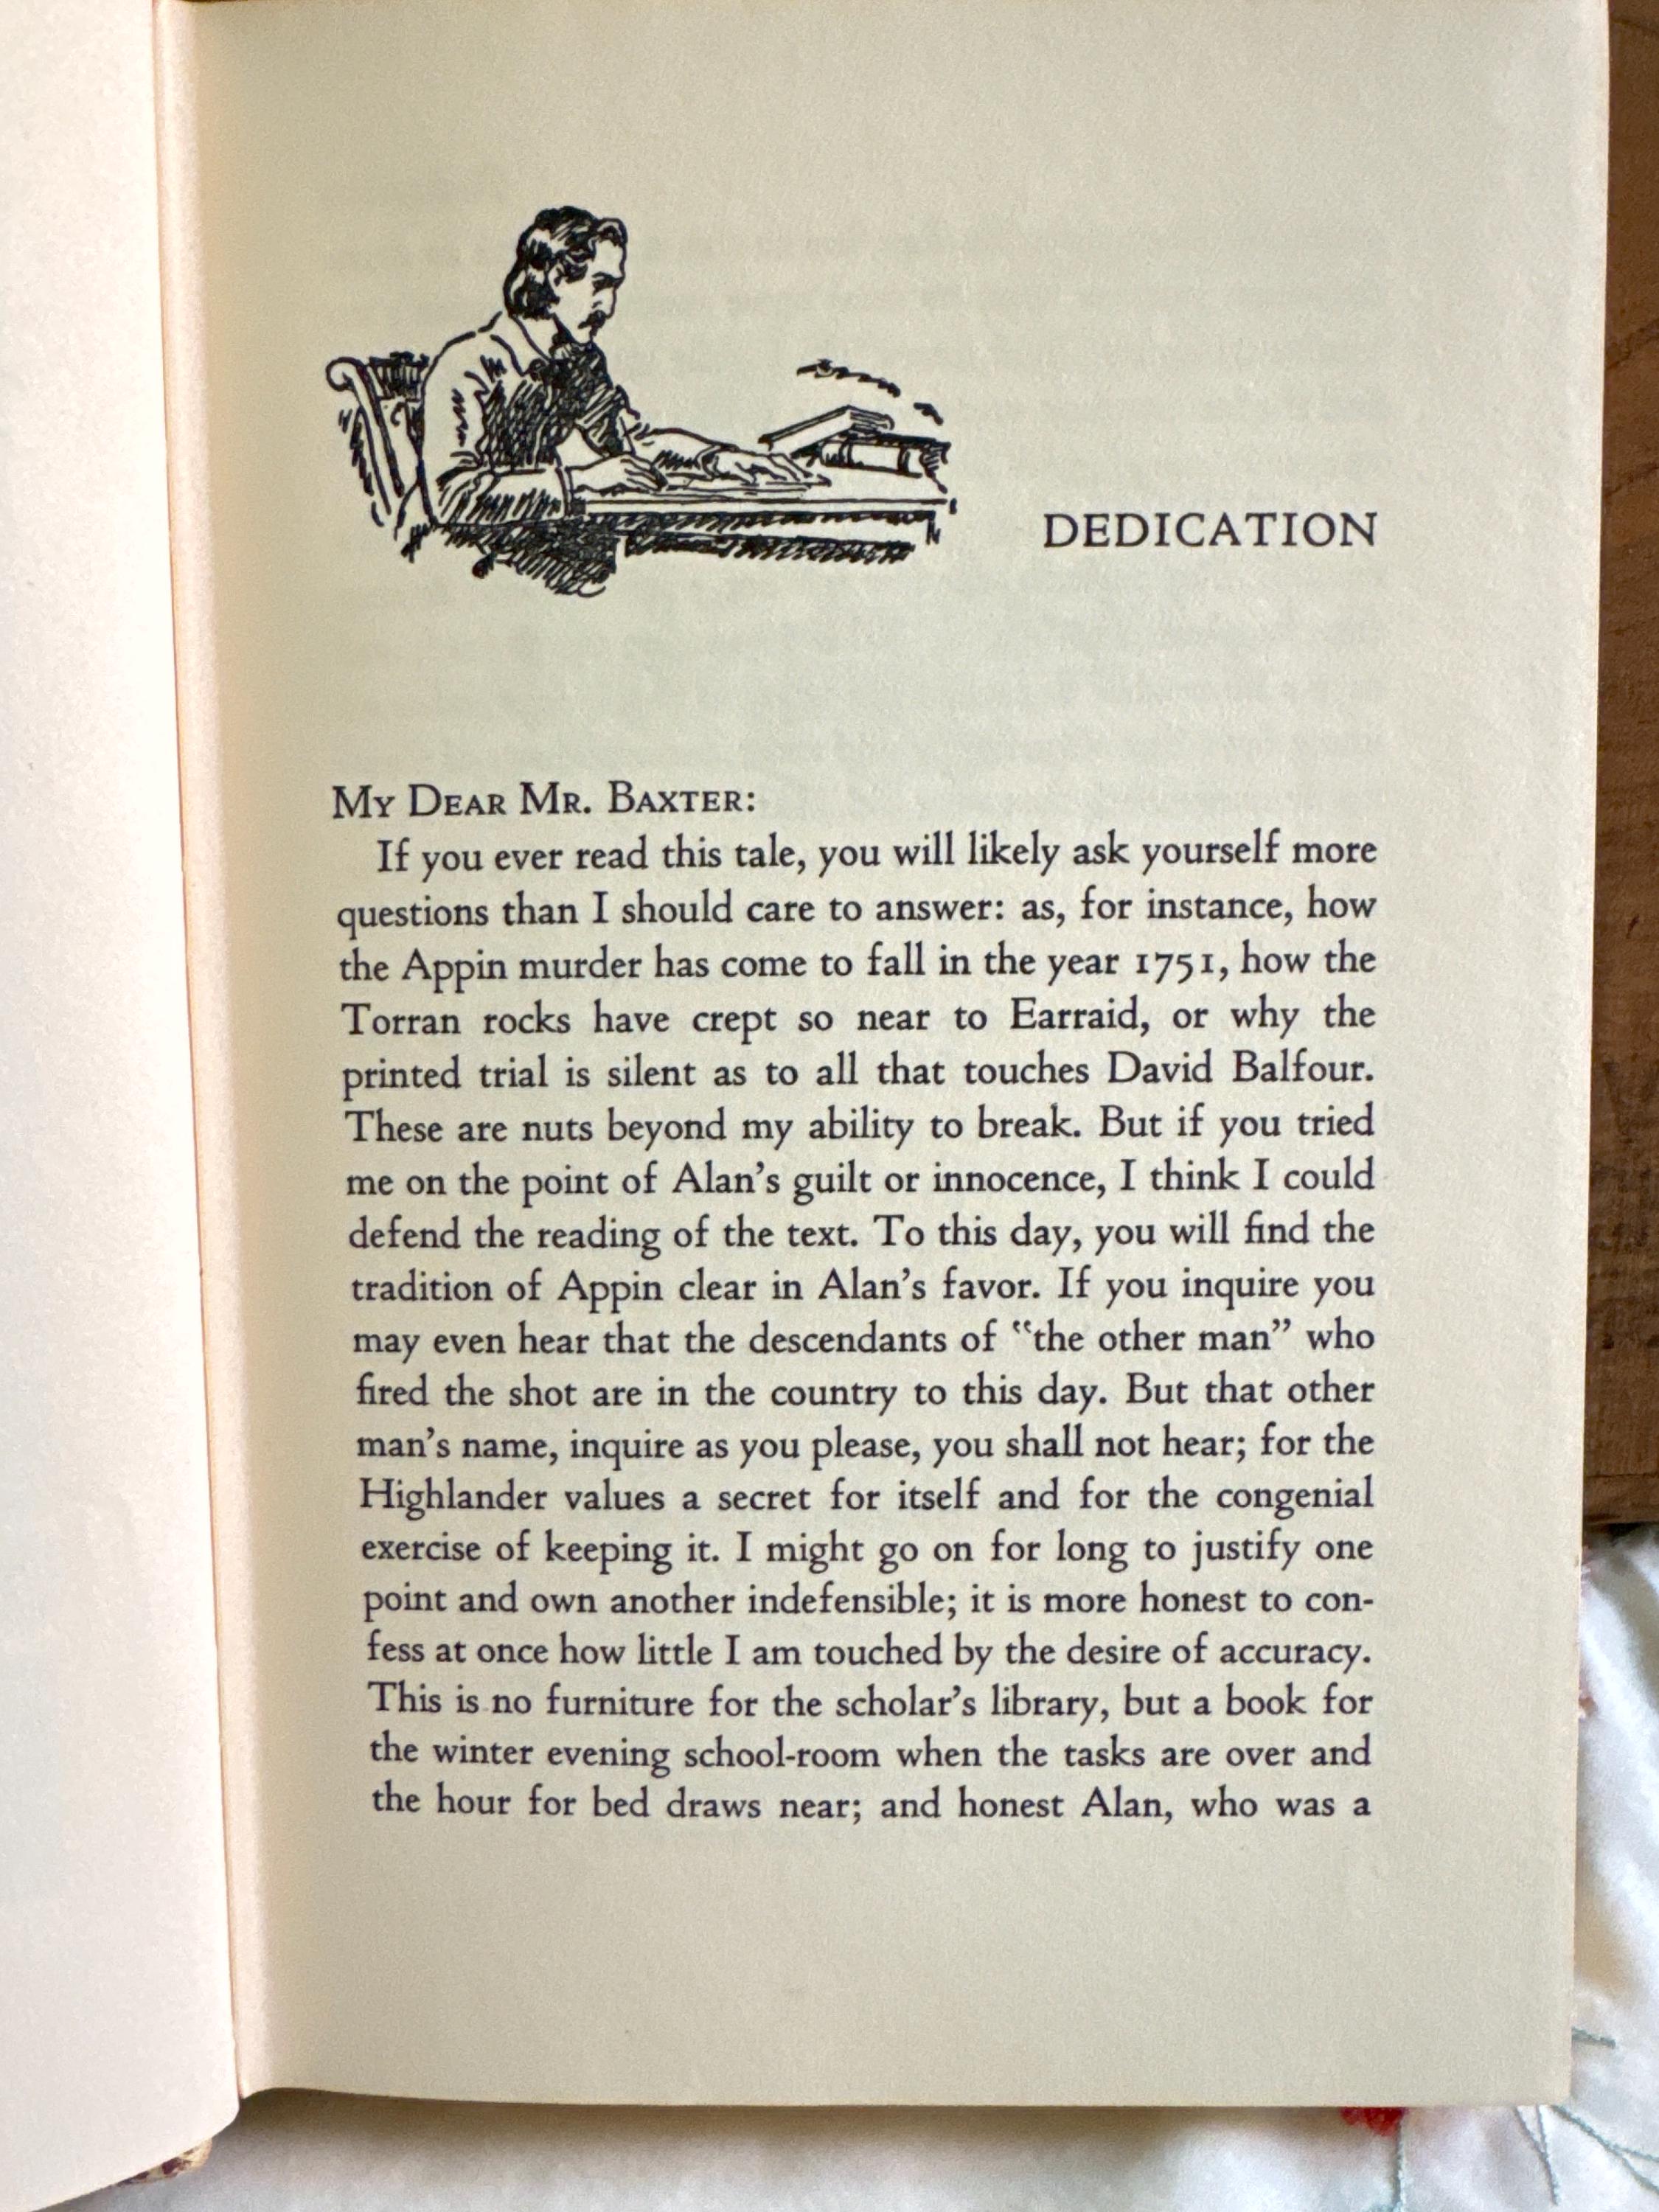 DEDICATION
My Dear Mr. Baxter:
If you ever read this tale, you will likely ask yourself more
questions than I should care to answer: as, for instance, how
the Appin murder has come to fall in the year 1751, how the
Torran rocks have crept so near to Earraid, or why the
printed trial is silent as to all that touches David Balfour.
These are nuts beyond my ability to break. But if you tried
me on the point of Alan's guilt or innocence, I think I could
defend the reading of the text. To this day, you will find the
tradition of Appin clear in Alan's favor. If you inquire you
may even hear that the descendants of "the other man" who
fired the shot are in the country to this day. But that other
man's name, inquire as you please, you shall not hear; for the
Highlander values a secret for itself and for the congenial
exercise of keeping it. I might go on for long to justify one
point and own another indefensible; it is more honest to con-
fess at once how little I am touched by the desire of accuracy.
This is no furniture for the scholar's library, but a book for
the winter evening school-room when the tasks are over and
the hour for bed draws near; and honest Alan, who was a